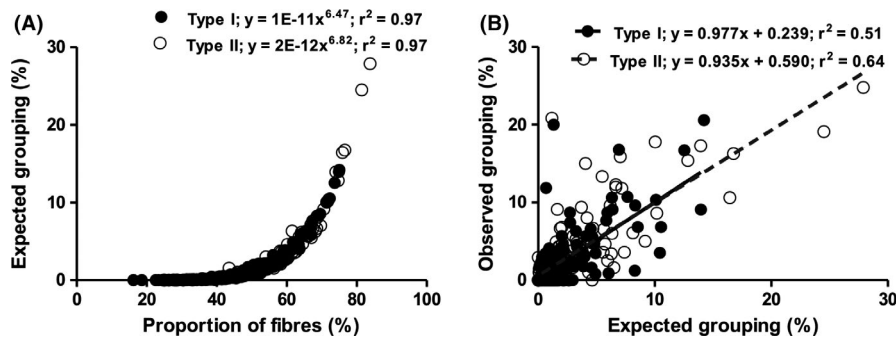 (A)
Type I; y = 1E-11x^6.47; r² = 0.97
Type II; y = 2E-12x^6.82; r² = 0.97
Expected grouping (%)
30
20
10
0
0 20 40 60 80 100
Proportion of fibres (%)
(B)
Type I; y = 0.977x + 0.239; r² = 0.51
Type II; y = 0.935x + 0.590; r² = 0.64
Observed grouping (%)
30
20
10
0
0 10 20 30
Expected grouping (%)